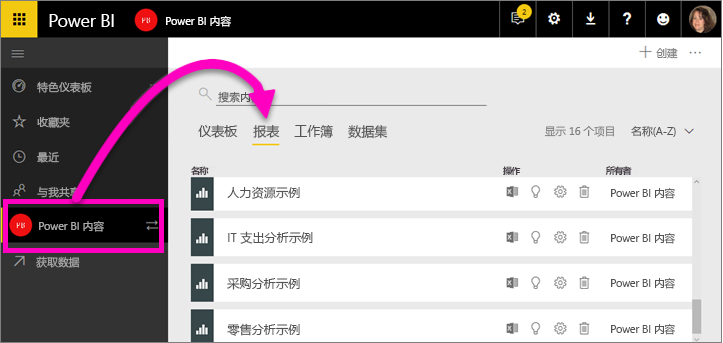 Power BI PB Power BI 内容 2 ?
创建 ...
特色仪表板
搜索内
收藏夹
仪表板 报表 工作簿 数据集 显示 16 个项目 名称(A-Z)
最近
名称 操作 所有者
与我共享
人力资源示例 Power BI 内容
PB Power BI 内容
IT 支出分析示例 Power BI 内容
获取数据
采购分析示例 Power BI 内容
零售分析示例 Power BI 内容